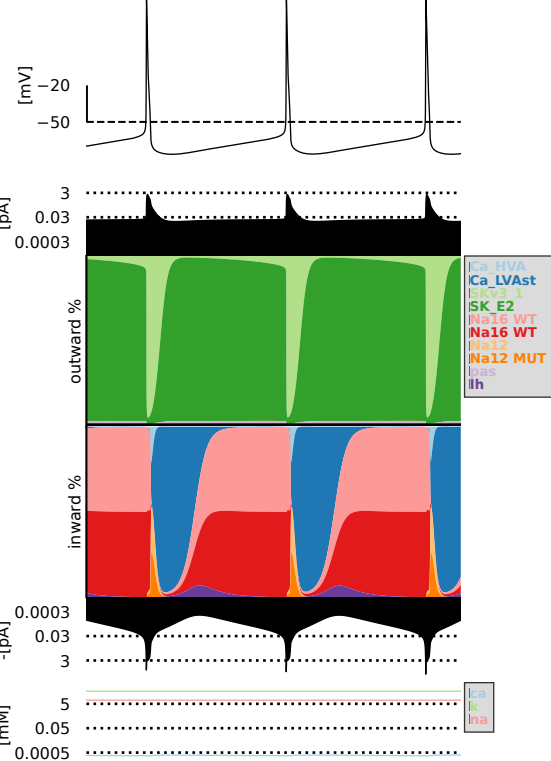 [mV]
−20
−50
[pA]
3
0.03
0.0003
outward %
Ca_HVA
Ca_LVAst
SKv3_1
SK_E2
Na16 WT
Na16 WT
Na12
Na12 MUT
pas
Ih
inward %
0.0003
-[pA]
0.03
3
[mM]
5
0.05
0.0005
ca
k
na